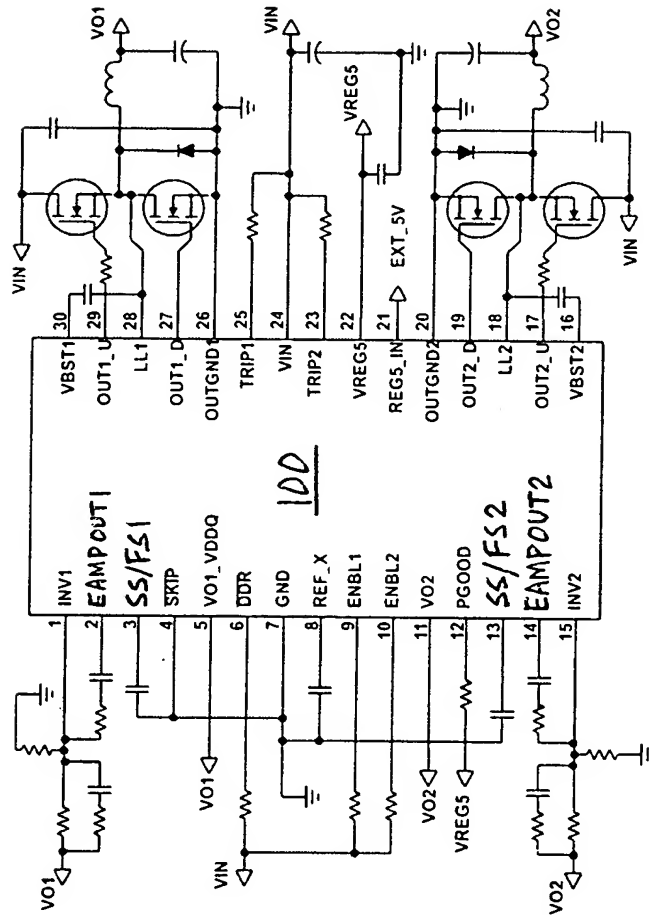 VO1
INV1
1
EAMPOUT1
2
SS/FS1
3
SKIP
4
VO1_VDDQ
5
VO1
DDR
6
VIN
GND
7
REF_X
8
ENBL1
9
ENBL2
10
VO2
11
VO2
PGOOD
12
VREG5
SS/FS2
13
EAMPOUT2
14
INV2
15
VO2
100
30
VBST1
29
OUT1_U
28
LL1
27
OUT1_D
26
OUTGND1
25
TRIP1
24
VIN
23
TRIP2
22
VREG5
21
REG5_IN
20
OUTGND2
19
OUT2_D
18
LL2
17
OUT2_U
16
VBST2
VIN
VO1
VIN
VREG5
EXT_5V
VO2
VIN